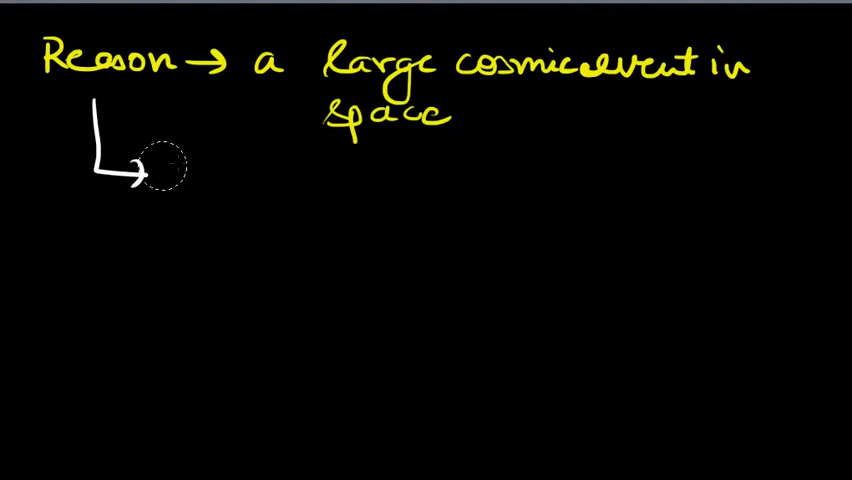 Reason → a large cosmic event in
space